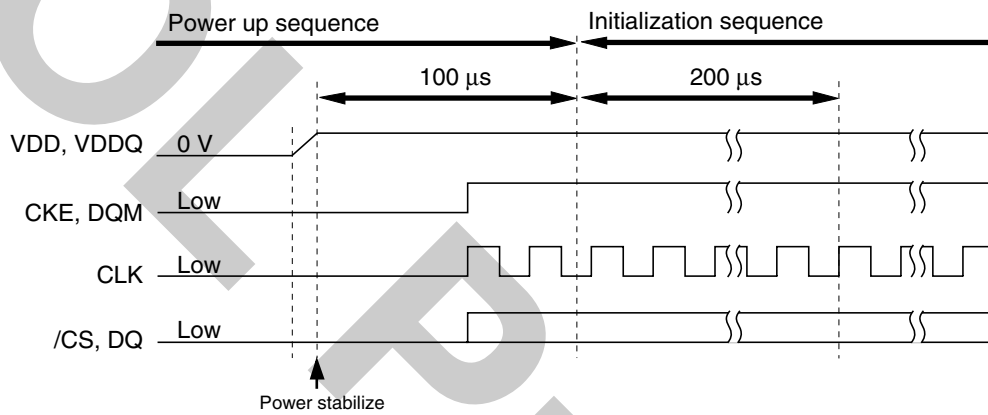 Power up sequence
Initialization sequence
100 µs
200 µs
VDD, VDDQ
0 V
CKE, DQM
Low
CLK
Low
/CS, DQ
Low
Power stabilize